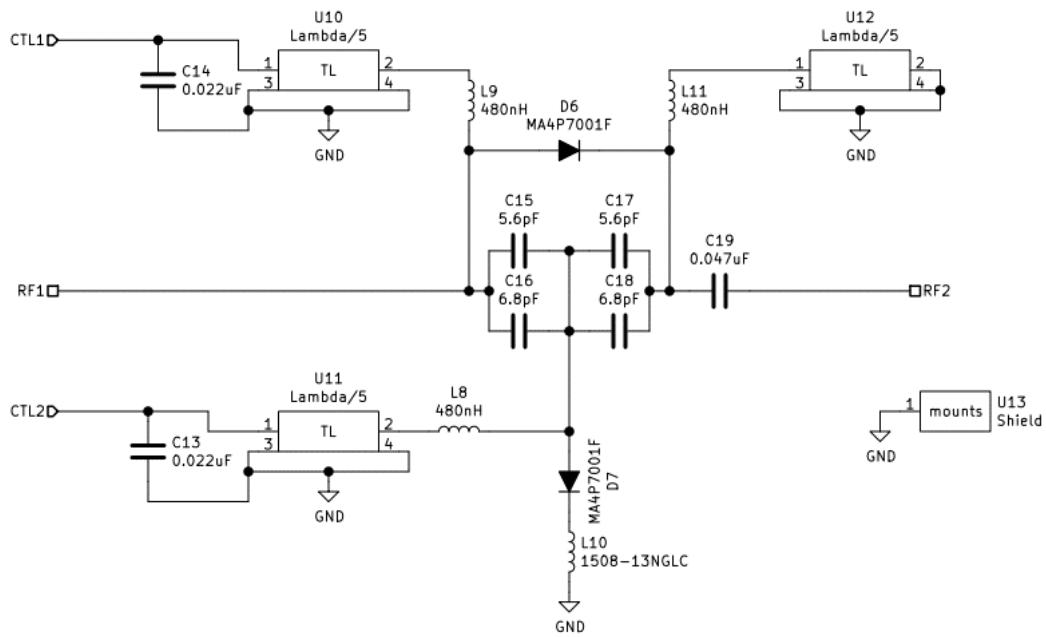 U10
Lambda/5
CTL1
1
2
TL
3
4
C14
0.022uF
GND
L9
480nH
D6
MA4P7001F
U12
Lambda/5
1
2
TL
3
4
L11
480nH
GND
C15
5.6pF
C17
5.6pF
C16
6.8pF
C18
6.8pF
C19
0.047uF
RF1
RF2
U11
Lambda/5
CTL2
1
2
TL
3
4
C13
0.022uF
GND
L8
480nH
MA4P7001F
D7
L10
1508-13NGLC
GND
1
mounts
U13
Shield
GND